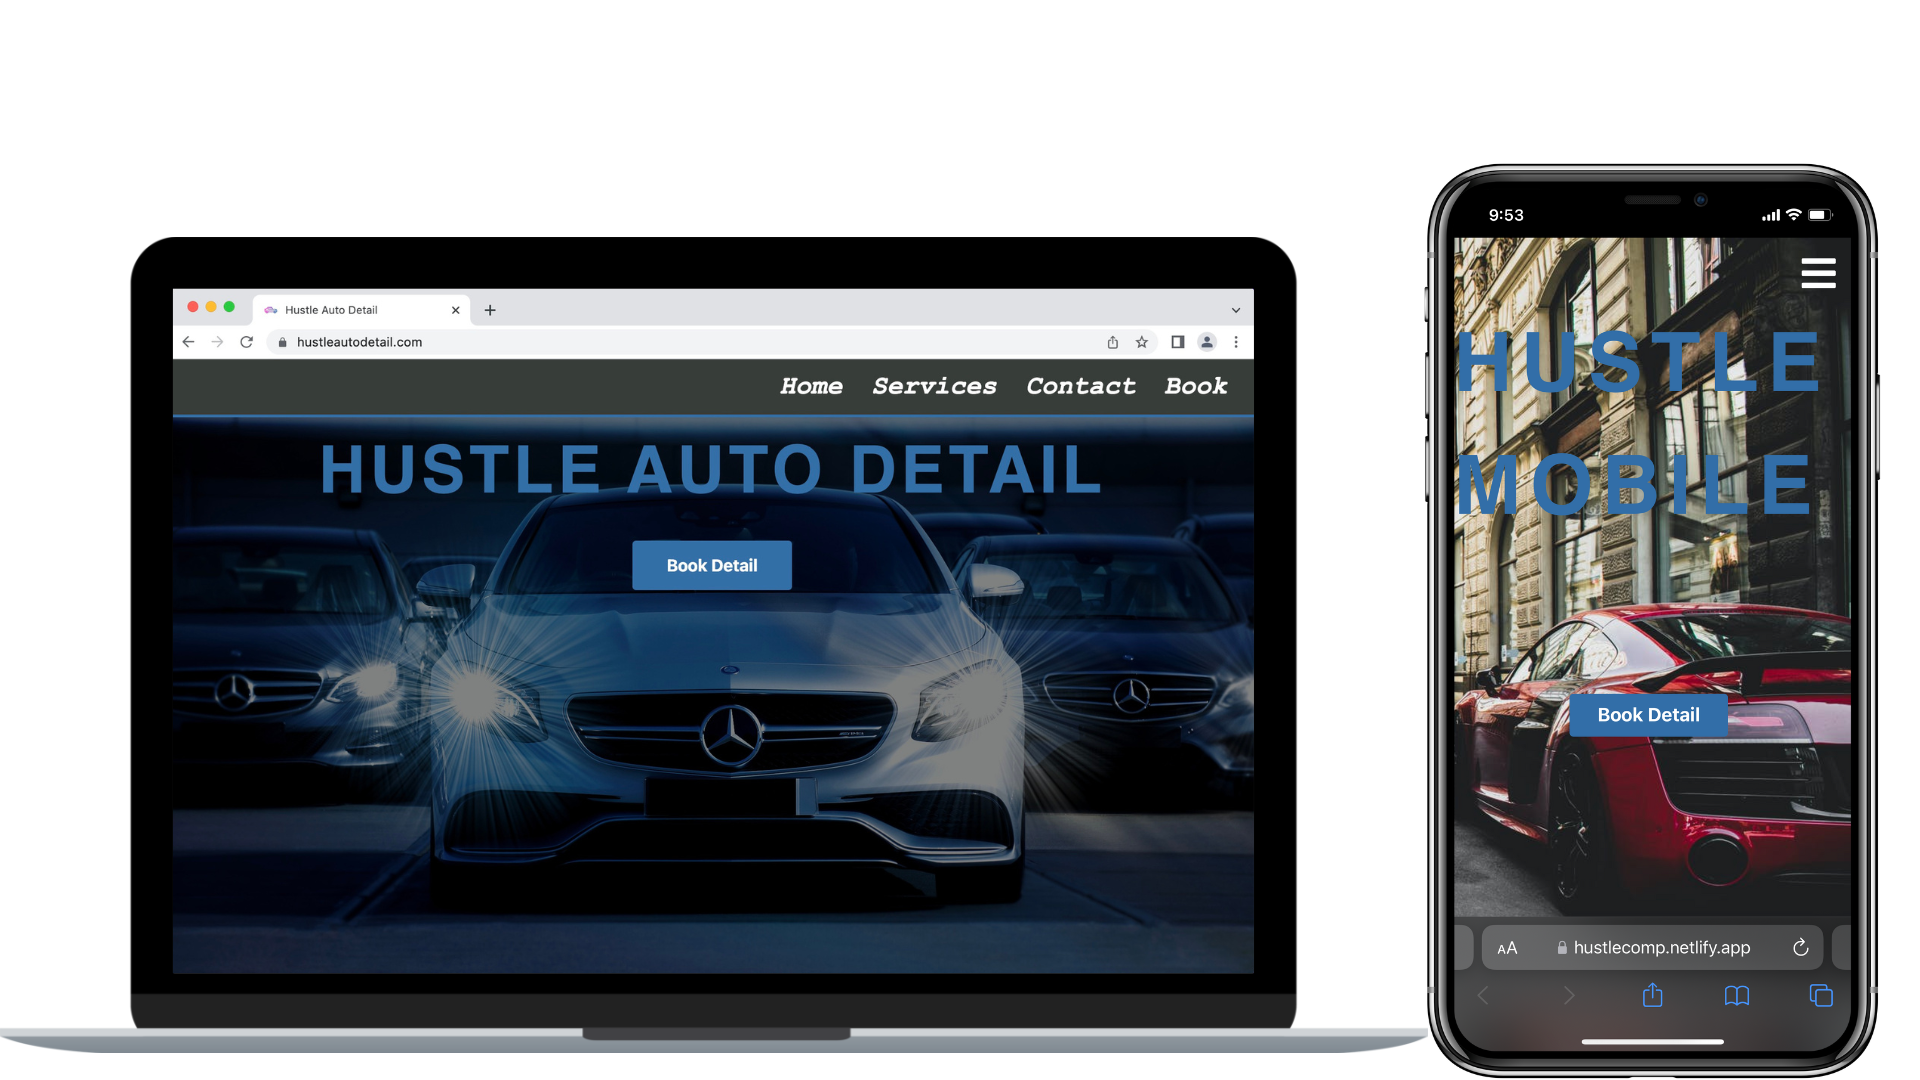 Hustle Auto Detail
hustleautodetail.com
Home Services Contact Book
HUSTLE AUTO DETAIL
Book Detail
9:53
HUSTLE
MOBILE
Book Detail
AA hustlecomp.netlify.app